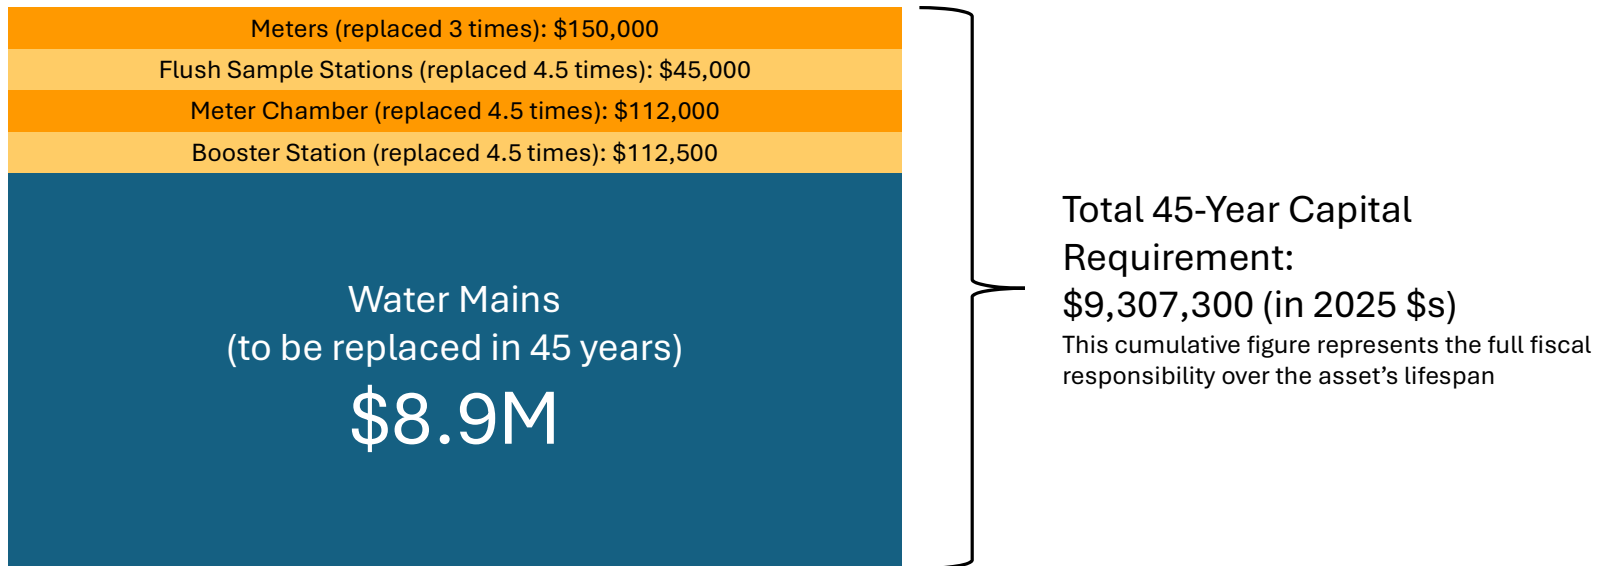 Meters (replaced 3 times): $150,000
Flush Sample Stations (replaced 4.5 times): $45,000
Meter Chamber (replaced 4.5 times): $112,000
Booster Station (replaced 4.5 times): $112,500
Water Mains
(to be replaced in 45 years)
$8.9M
Total 45-Year Capital
Requirement:
$9,307,300 (in 2025 $s)
This cumulative figure represents the full fiscal
responsibility over the asset’s lifespan